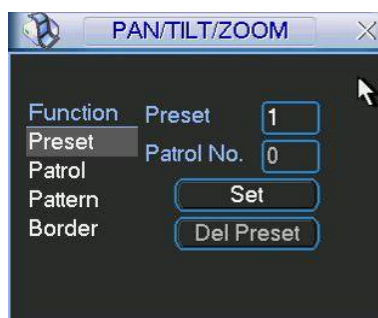 PAN/TILT/ZOOM
Function Preset 1
Preset
Patrol No. 0
Patrol
Pattern Set
Border Del Preset